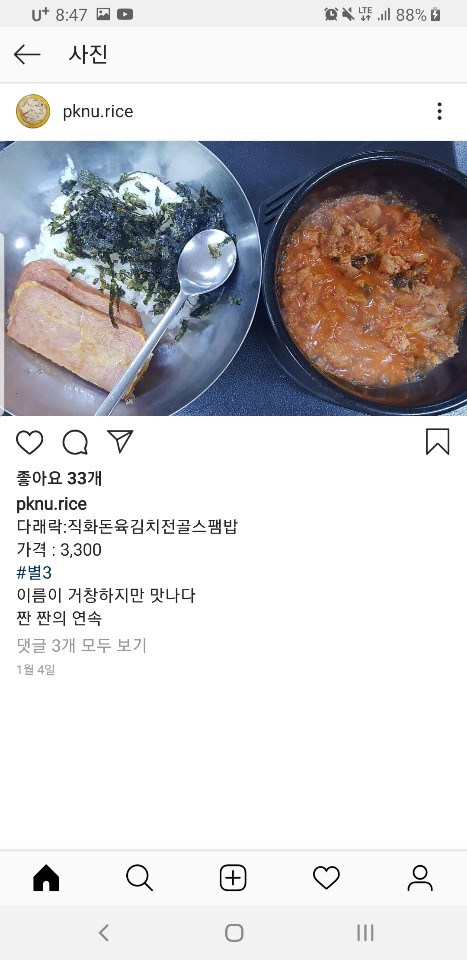 U+ 8:47 LTE 88%
사진
pknu.rice
좋아요 33개
pknu.rice
다래락:직화돈육김치전골스팸밥
가격 : 3,300
#별3
이름이 거창하지만 맛나다
짠 짠의 연속
댓글 3개 모두 보기
1월 4일